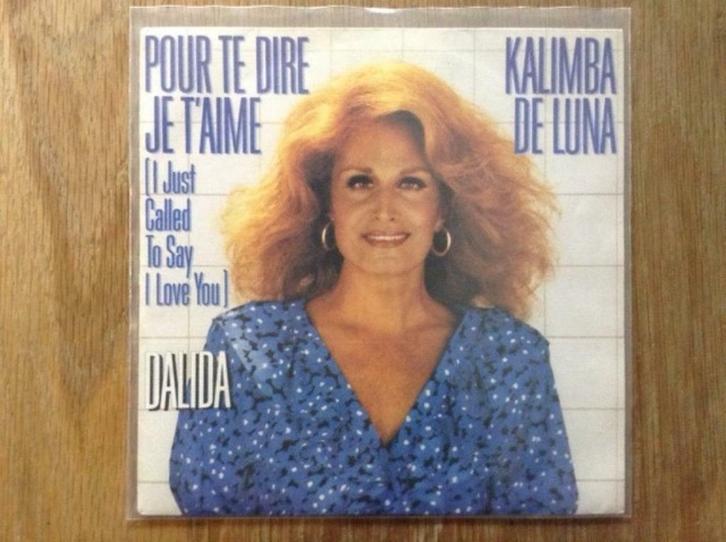 POUR TE DIRE
JE T'AIME
(I Just
Called
To Say
I Love You)
KALIMBA
DE LUNA
DALIDA